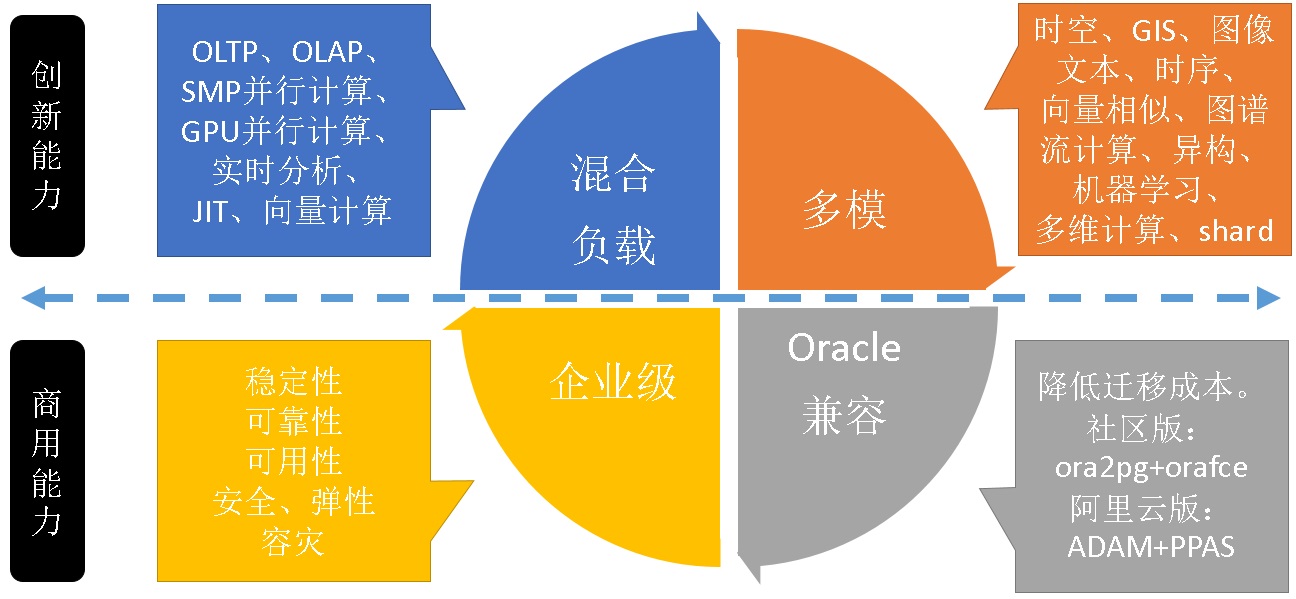 创新能力
OLTP、OLAP、
SMP并行计算、
GPU并行计算、
实时分析、
JIT、向量计算
混合
负载
多模
时空、GIS、图像
文本、时序、
向量相似、图谱
流计算、异构、
机器学习、
多维计算、shard
商用能力
稳定性
可靠性
可用性
安全、弹性
容灾
企业级
Oracle
兼容
降低迁移成本。
社区版：
ora2pg+orafce
阿里云版：
ADAM+PPAS